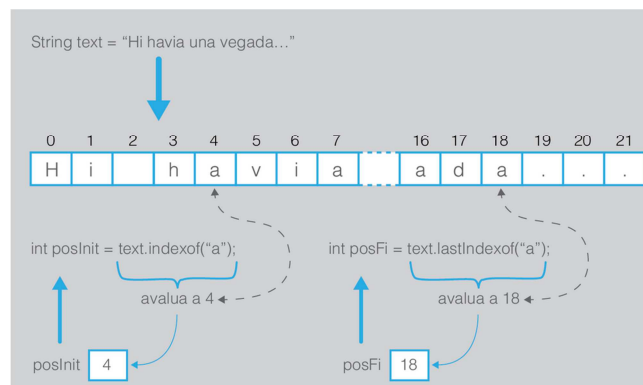 String text = “Hi havia una vegada…”
0 1 2 3 4 5 6 7 16 17 18 19 20 21
H i h a v i a a d a . . .
int posInit = text.indexof(“a”); int posFi = text.lastIndexof(“a”);
avalua a 4 avalua a 18
posInit 4 posFi 18